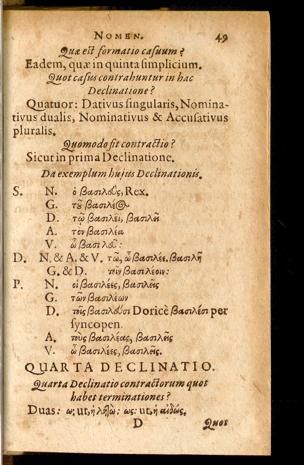 NOMEN. 49
Quæ est formatio casuum?
Eadem, quæ in quinta simplicium.
Quot casus contrahuntur in hac
Declinatione?
Quatuor: Dativus singularis, Nomina-
tivus dualis, Nominativus & Accusativus
pluralis.
Quomodo fit contractio?
Sicut in prima Declinatione.
Da exemplum hujus Declinationis.
S. N. ὁ βασιλεὺς, Rex.
G. τοῦ βασιλέως.
D. τῷ βασιλέϊ, βασιλεῖ
A. τὸν βασιλέα
V. ὦ βασιλεῦ:
D. N. & A. & V. τὼ, ὦ βασιλέε, βασιλῆ
G. & D. τοῖν βασιλέοιν:
P. N. οἱ βασιλέες, βασιλεῖς
G. τῶν βασιλέων
D. τοῖς βασιλεῦσι Doricè βασιλέσι per
syncopen.
A. τοὺς βασιλέας, βασιλεῖς
V. ὦ βασιλέες, βασιλεῖς.
QUARTA DECLINATIO.
Quarta Declinatio contractorum quot
habet terminationes?
Duas: ω; ut, ἡ λητώ: ως; ut, ἡ αἰδώς.
D Quot